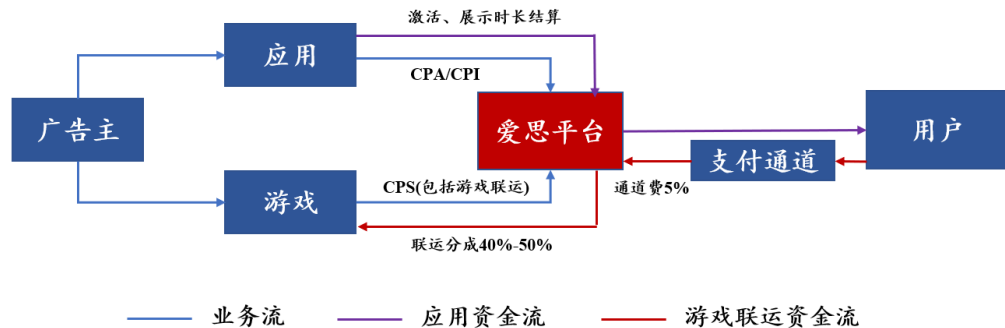 激活、展示时长结算
应用
CPA/CPI
广告主
爱思平台
用户
支付通道
游戏
CPS(包括游戏联运)
通道费5%
联运分成40%-50%
业务流
应用资金流
游戏联运资金流